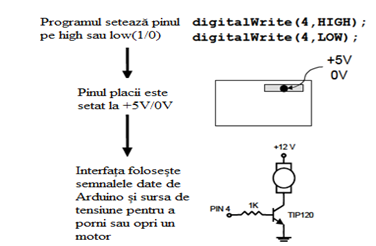 Programul setează pinul
pe high sau low(1/0)
digitalWrite(4,HIGH);
digitalWrite(4,LOW);
+5V
0V
Pinul placii este
setat la +5V/0V
Interfața folosește
semnalele date de
Arduino și sursa de
tensiune pentru a
porni sau opri un
motor
+12 V
PIN 4
1K
TIP120